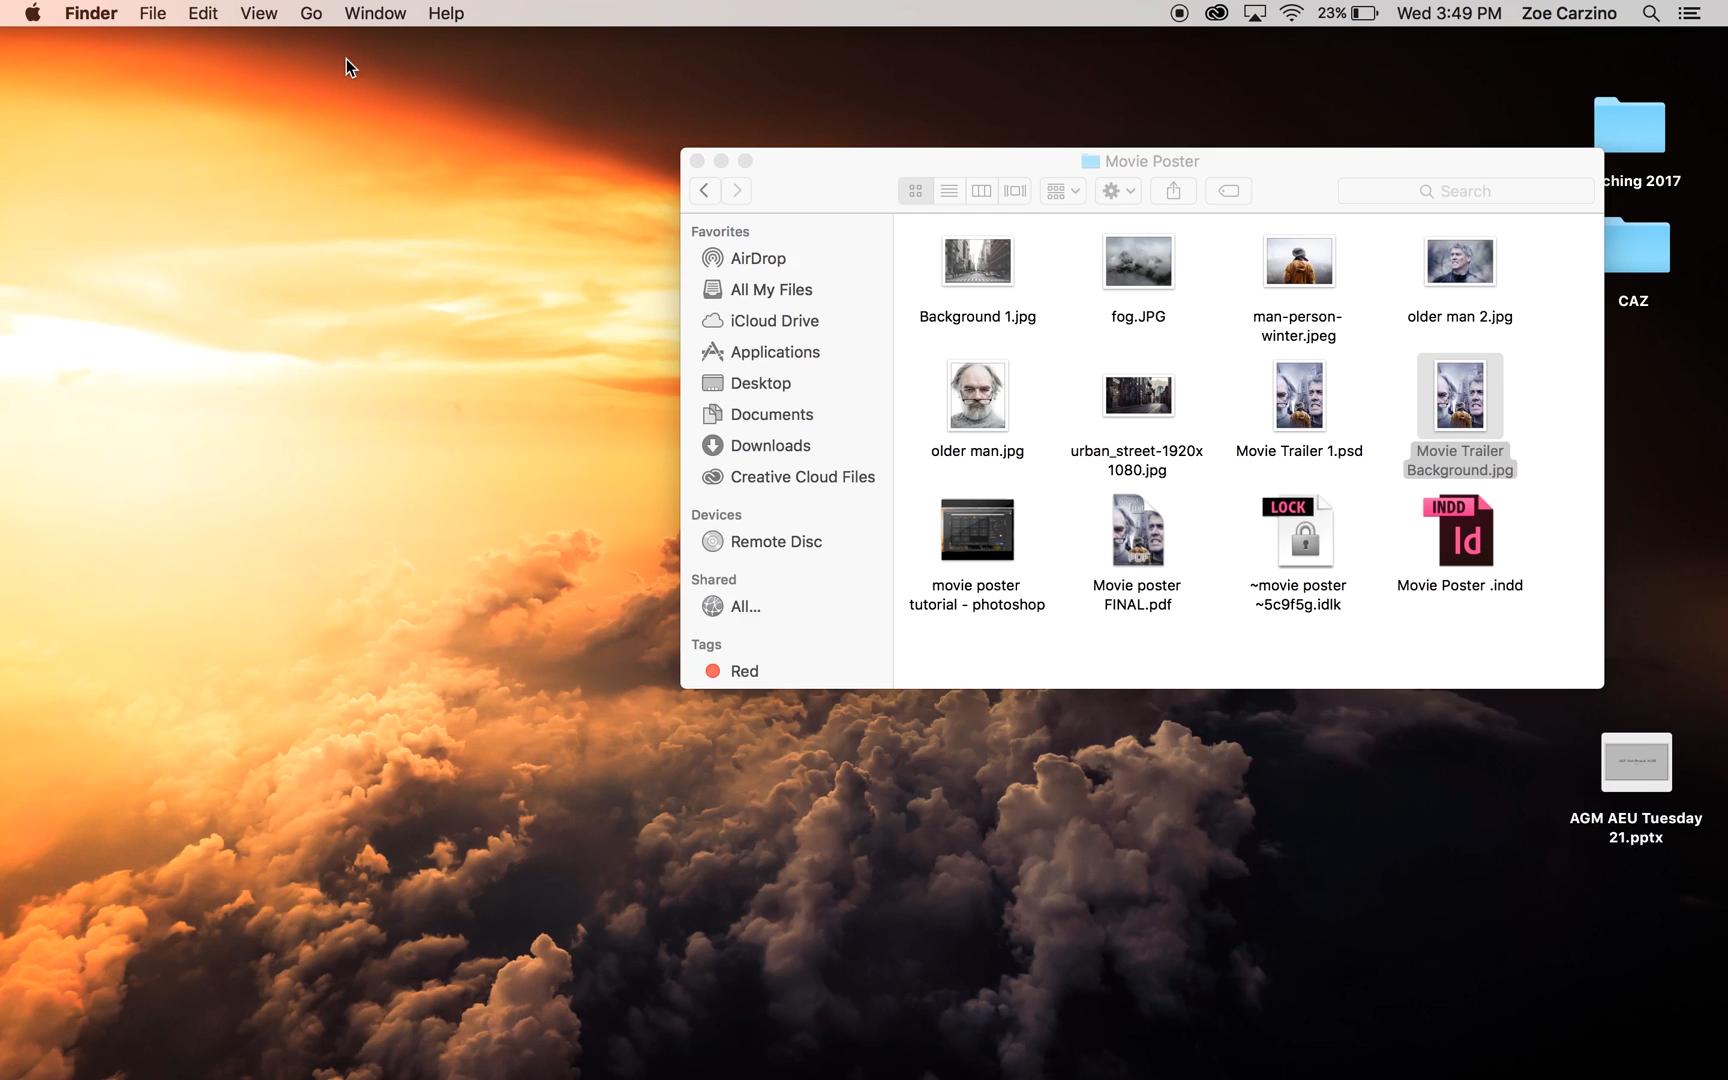 Finder File Edit View Go Window Help 23% Wed 3:49 PM Zoe Carzino
ching 2017
CAZ
Movie Poster
Search
Favorites
AirDrop
All My Files
iCloud Drive
Applications
Desktop
Documents
Downloads
Creative Cloud Files
Devices
Remote Disc
Shared
All...
Tags
Red
Background 1.jpg
fog.JPG
man-person-
winter.jpeg
older man 2.jpg
older man.jpg
urban_street-1920x
1080.jpg
Movie Trailer 1.psd
Movie Trailer
Background.jpg
movie poster
tutorial - photoshop
Movie poster
FINAL.pdf
LOCK
~movie poster
~5c9f5g.idlk
INDD
Id
Movie Poster .indd
AGM AEU Tuesday
21.pptx